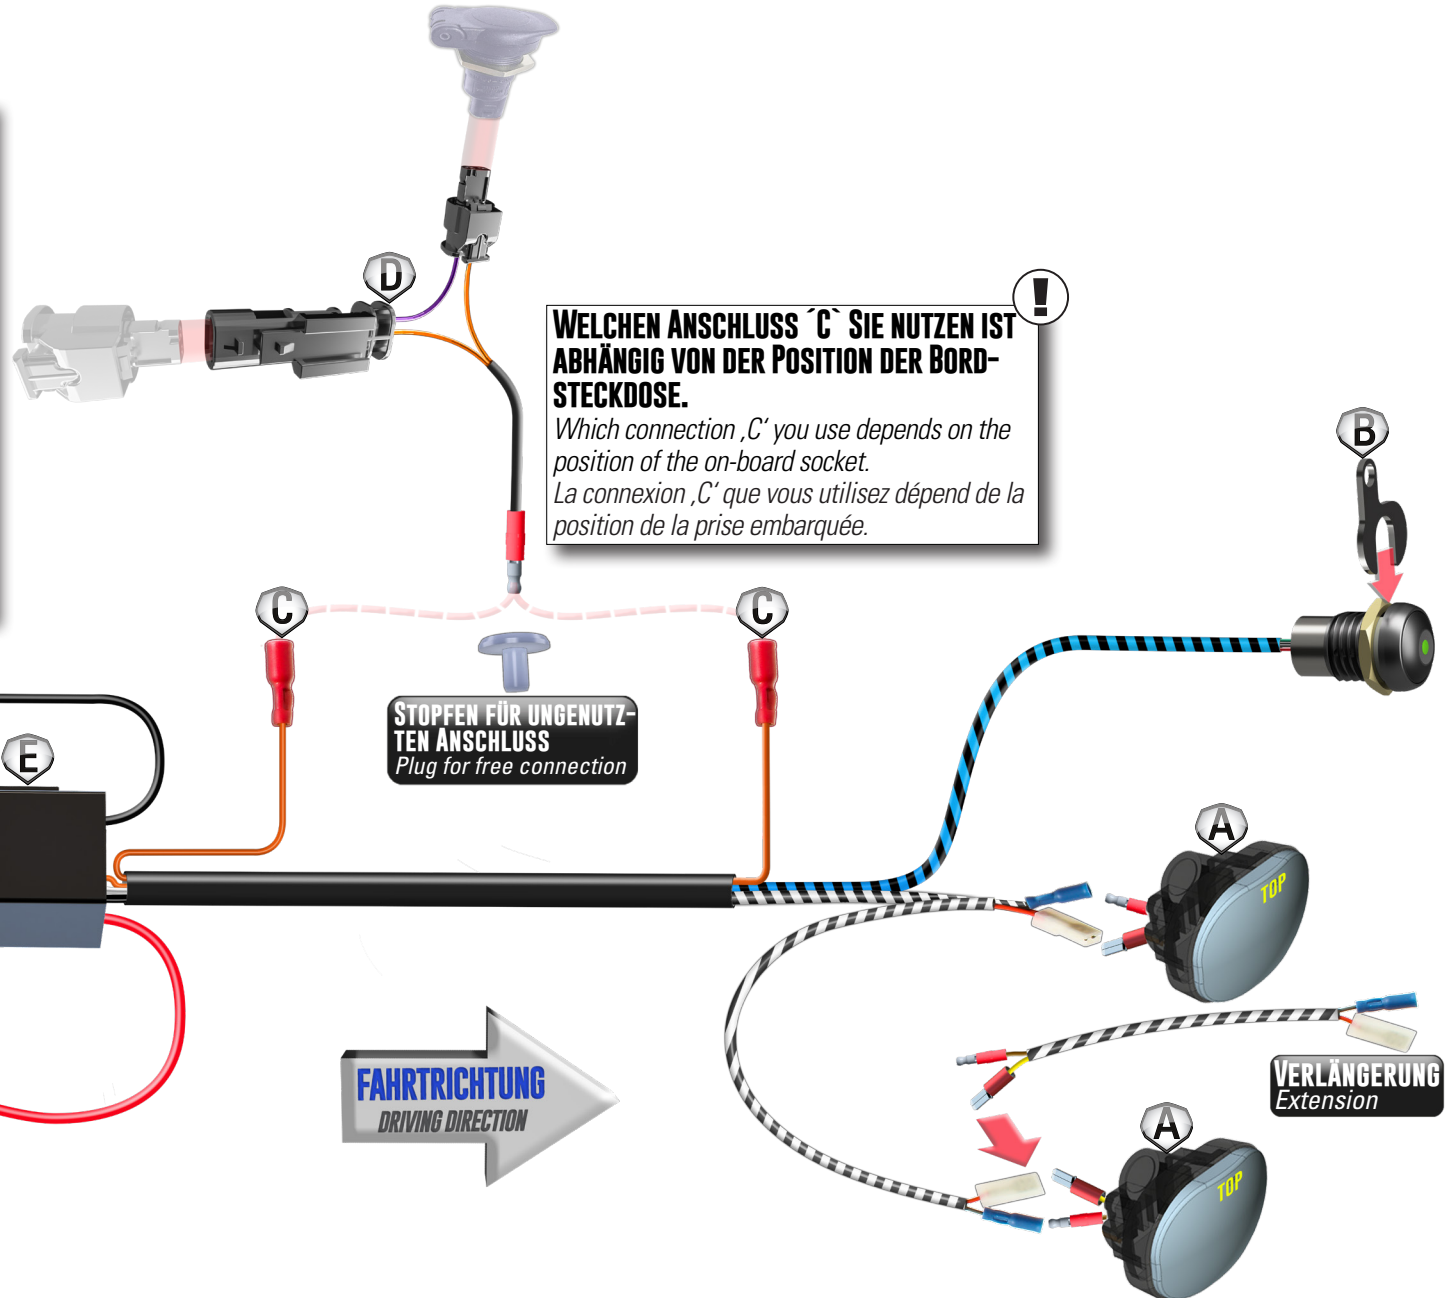 D
!
WELCHEN ANSCHLUSS ´C` SIE NUTZEN IST
ABHÄNGIG VON DER POSITION DER BORD-
STECKDOSE.
Which connection ‚C‘ you use depends on the
position of the on-board socket.
La connexion ‚C‘ que vous utilisez dépend de la
position de la prise embarquée.
B
C
C
STOPFEN FÜR UNGENUTZ-
TEN ANSCHLUSS
Plug for free connection
E
A
TOP
FAHRTRICHTUNG
DRIVING DIRECTION
VERLÄNGERUNG
Extension
A
TOP